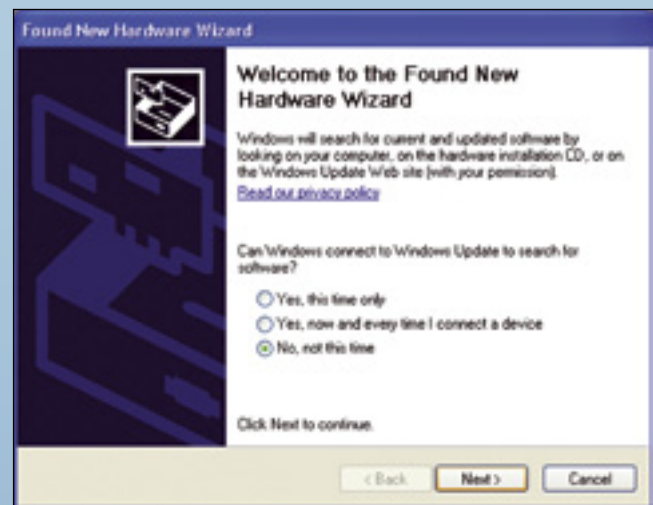 Found New Hardware Wizard
Welcome to the Found New
Hardware Wizard
Windows will search for current and updated software by
looking on your computer, on the hardware installation CD, or on
the Windows Update Web site (with your permission).
Read our privacy policy
Can Windows connect to Windows Update to search for
software?
Yes, this time only
Yes, now and every time I connect a device
No, not this time
Click Next to continue.
< Back
Next >
Cancel